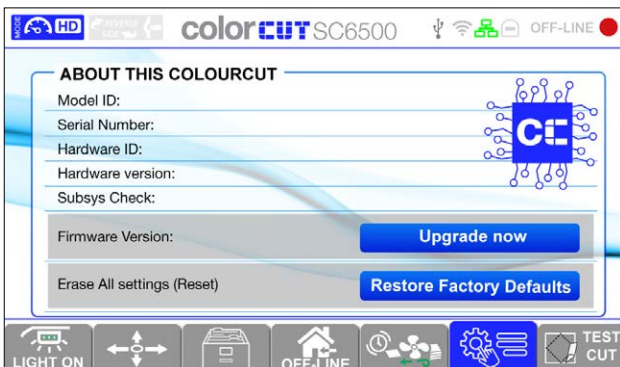 MODE HD REVERSE SIDE colorCUT SC6500 OFF-LINE
ABOUT THIS COLOURCUT
Model ID:
CE
Serial Number:
Hardware ID:
Hardware version:
Subsys Check:
Firmware Version: Upgrade now
Erase All settings (Reset) Restore Factory Defaults
LIGHT ON OFF-LINE TEST CUT